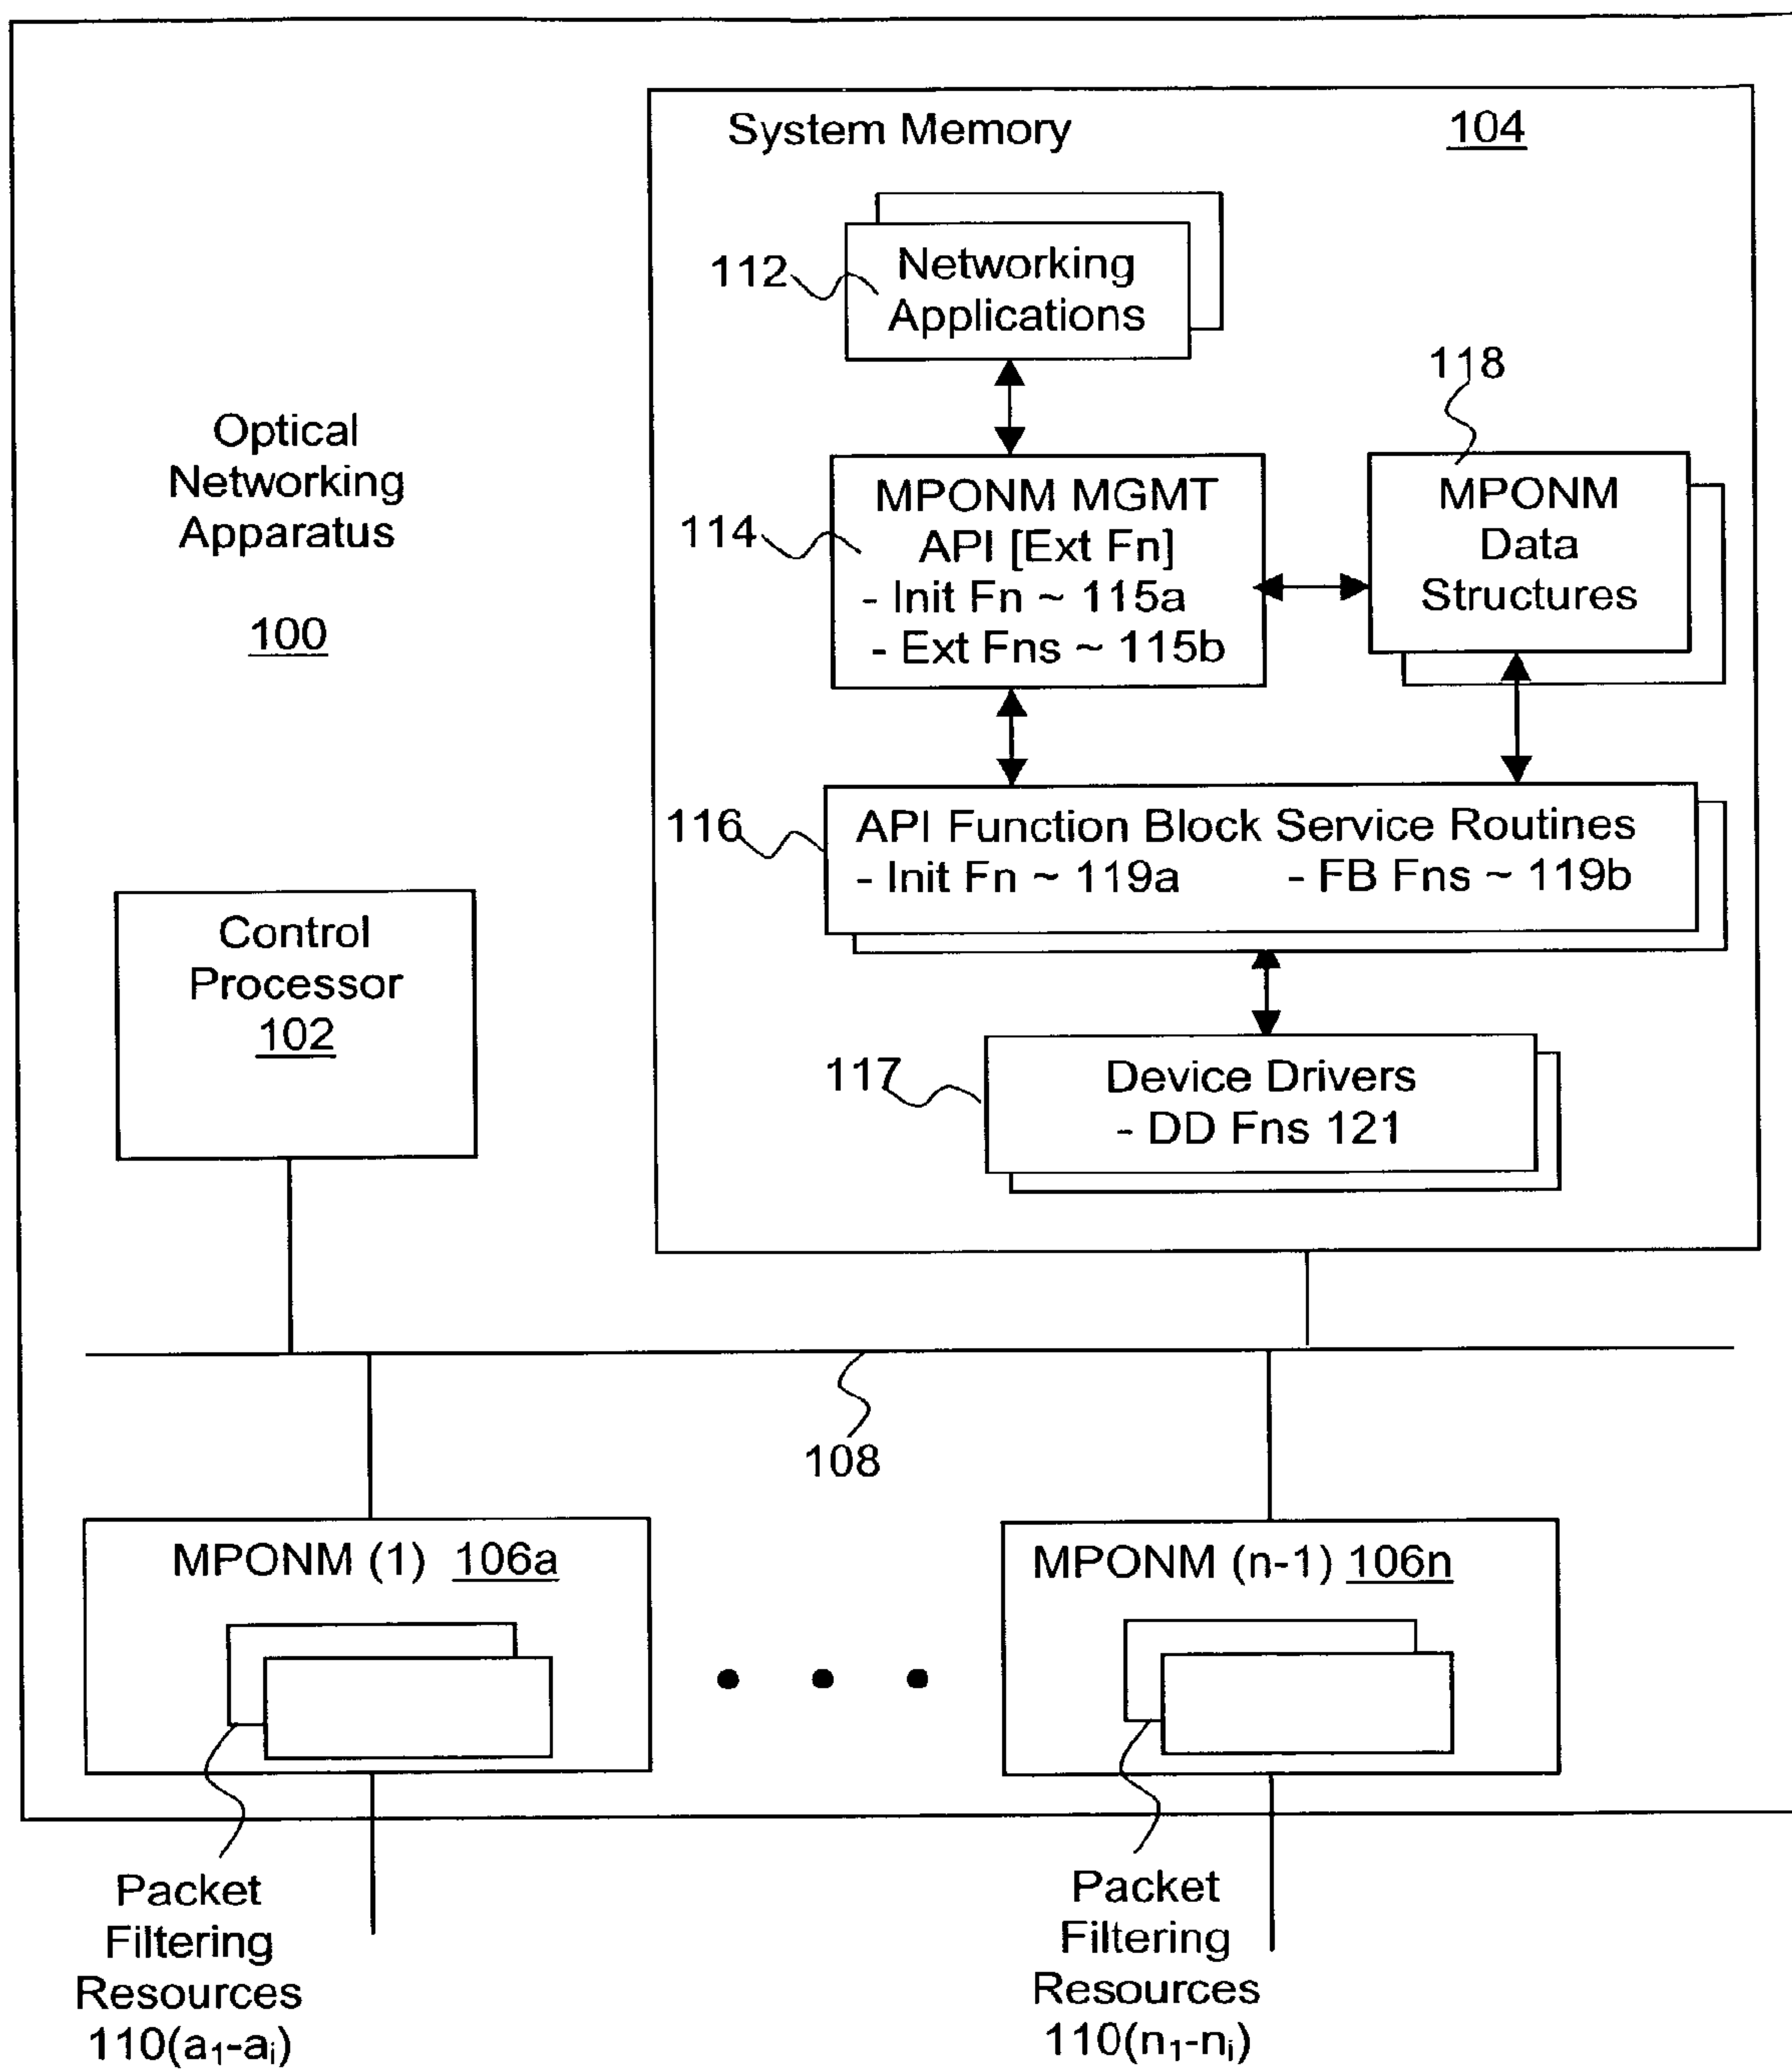 System Memory 104
112
Networking
Applications
118
Optical
Networking
Apparatus
100
114
MPONM MGMT
API [Ext Fn]
- Init Fn ~ 115a
- Ext Fns ~ 115b
MPONM
Data
Structures
116
API Function Block Service Routines
- Init Fn ~ 119a - FB Fns ~ 119b
Control
Processor
102
117
Device Drivers
- DD Fns 121
108
MPONM (1) 106a
MPONM (n-1) 106n
Packet
Filtering
Resources
110(a₁-aᵢ)
Packet
Filtering
Resources
110(n₁-nᵢ)